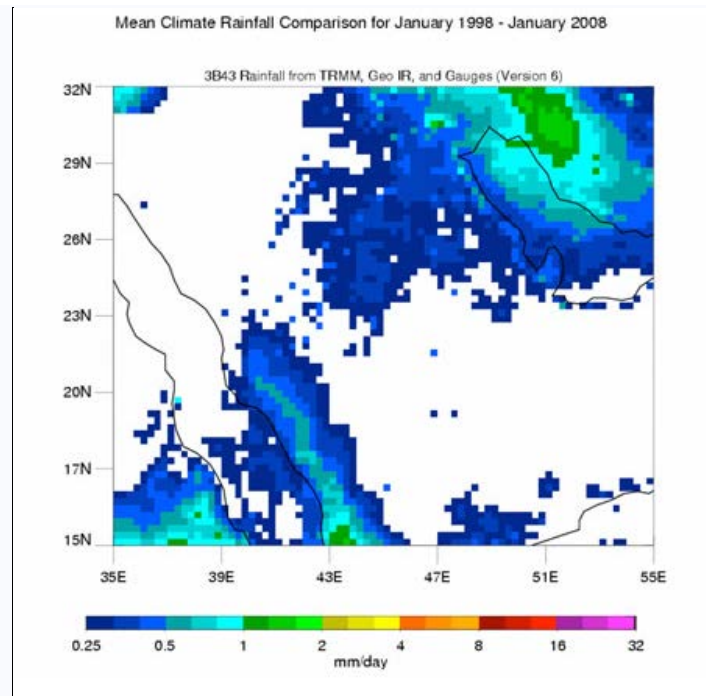 Mean Climate Rainfall Comparison for January 1998 - January 2008
3B43 Rainfall from TRMM, Geo IR, and Gauges (Version 6)
32N
29N
26N
23N
20N
17N
15N
35E 39E 43E 47E 51E 55E
0.25 0.5 1 2 4 8 16 32
mm/day